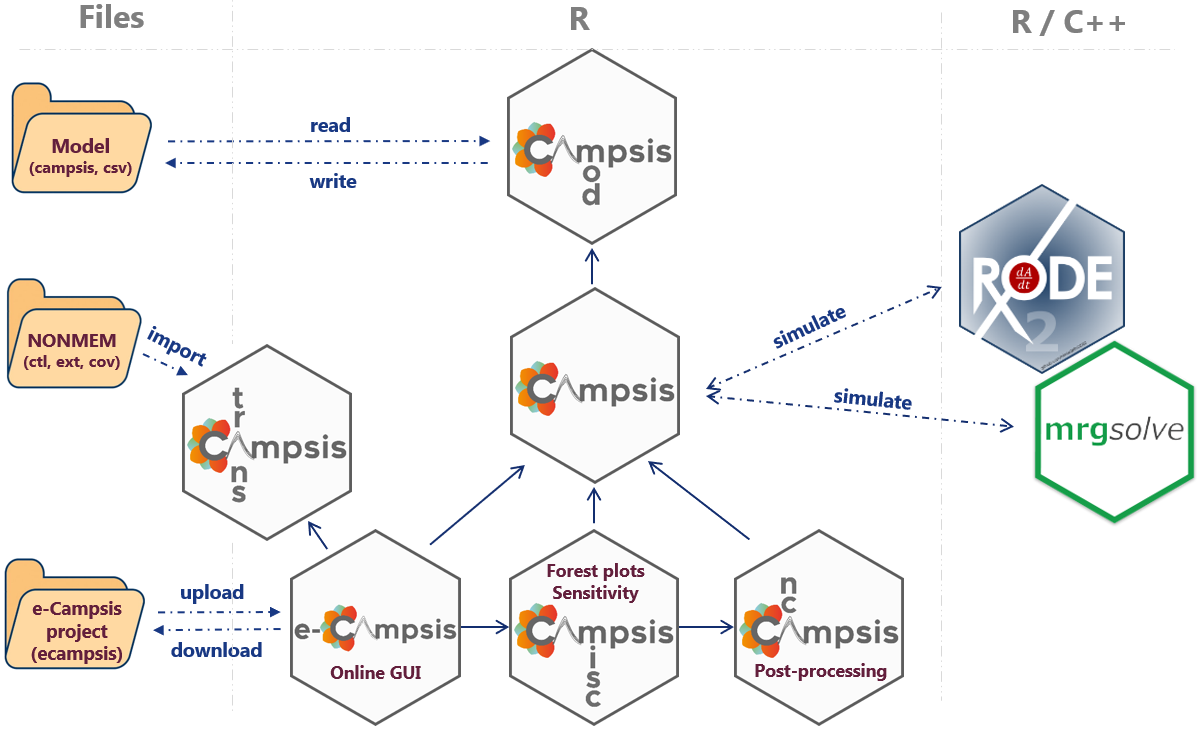 Files
R
R / C++
Model
(campsis, csv)
read
write
Campsis
mod
NONMEM
(ctl, ext, cov)
import
Campsis
trans
Campsis
simulate
simulate
RxODE
dA
dt
2
mrgsolve
e-Campsis
project
(ecampsis)
upload
download
e-Campsis
Online GUI
Forest plots
Sensitivity
Campsis
misc
nca
Campsis
Post-processing